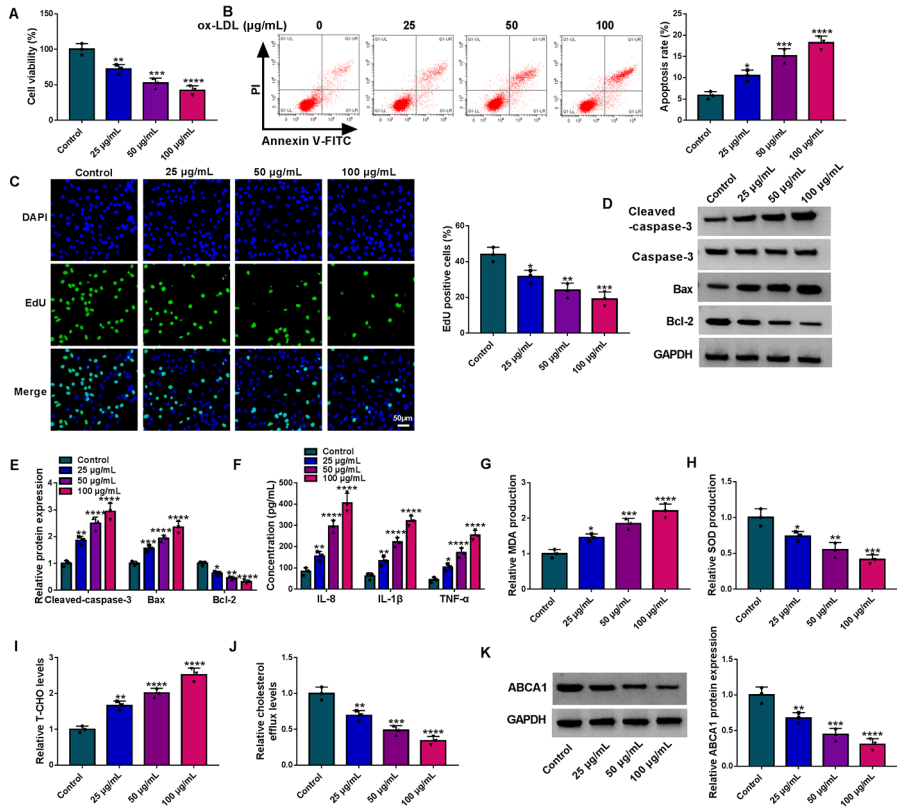 A
Cell viability (%)
150
100
50
0
**
***
****
Control
25 μg/mL
50 μg/mL
100 μg/mL
B
ox-LDL (μg/mL)
0
25
50
100
Q1-UL
Q1-UR
Q1-LL
Q1-LR
PI
Annexin V-FITC
Apoptosis rate (%)
25
20
15
10
5
0
*
***
****
Control
25 μg/mL
50 μg/mL
100 μg/mL
C
Control
25 μg/mL
50 μg/mL
100 μg/mL
DAPI
EdU
Merge
50μm
EdU positive cells (%)
60
40
20
0
*
**
***
Control
25 μg/mL
50 μg/mL
100 μg/mL
D
Control
25 μg/mL
50 μg/mL
100 μg/mL
Cleaved
-caspase-3
Caspase-3
Bax
Bcl-2
GAPDH
E
Control
25 μg/mL
50 μg/mL
100 μg/mL
Relative protein expression
4
3
2
1
0
**
****
****
***
****
****
*
**
****
Cleaved-caspase-3
Bax
Bcl-2
F
Control
25 μg/mL
50 μg/mL
100 μg/mL
Concentration (pg/mL)
500
400
300
200
100
0
**
****
****
**
****
****
*
****
****
IL-8
IL-1β
TNF-α
G
Relative MDA production
3
2
1
0
*
***
****
Control
25 μg/mL
50 μg/mL
100 μg/mL
H
Relative SOD production
1.5
1.0
0.5
0.0
*
**
***
Control
25 μg/mL
50 μg/mL
100 μg/mL
I
Relative T-CHO levels
3
2
1
0
**
****
****
Control
25 μg/mL
50 μg/mL
100 μg/mL
J
Relative cholesterol
efflux levels
1.5
1.0
0.5
0.0
**
***
****
Control
25 μg/mL
50 μg/mL
100 μg/mL
K
ABCA1
GAPDH
Control
25 μg/mL
50 μg/mL
100 μg/mL
Relative ABCA1 protein expression
1.5
1.0
0.5
0.0
**
***
****
Control
25 μg/mL
50 μg/mL
100 μg/mL